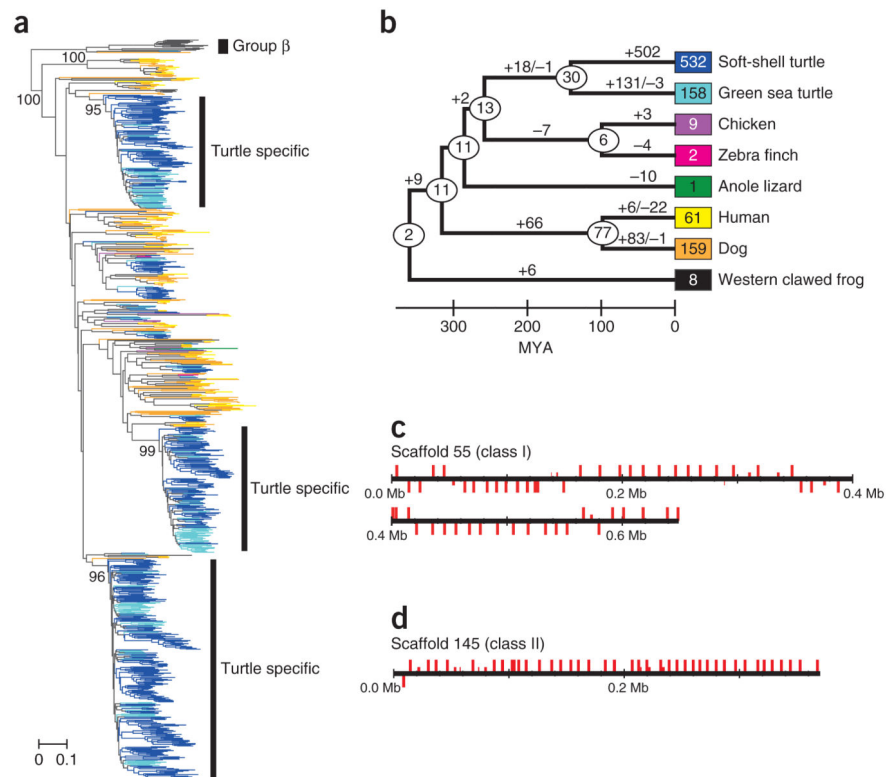 a
Group β
100
100
95
Turtle specific
99
Turtle specific
96
Turtle specific
0 0.1
b
+502
532 Soft-shell turtle
+18/–1
30
+131/–3
158 Green sea turtle
+2
13
+3
9 Chicken
–7
6
–4
2 Zebra finch
11
–10
1 Anole lizard
+9
11
+6/–22
61 Human
+66
77
+83/–1
159 Dog
2
+6
8 Western clawed frog
300 200 100 0
MYA
c
Scaffold 55 (class I)
0.0 Mb 0.2 Mb 0.4 Mb
0.4 Mb 0.6 Mb
d
Scaffold 145 (class II)
0.0 Mb 0.2 Mb